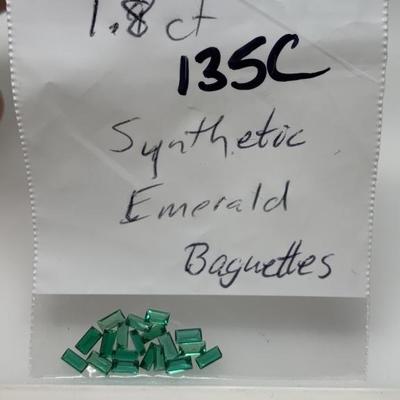 1.8 ct
135C
Synthetic
Emerald
Baguettes